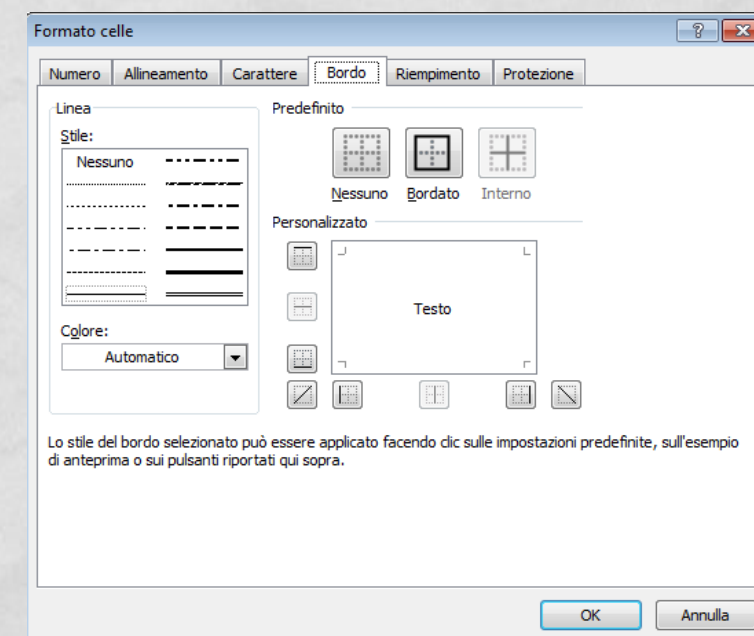 Formato celle
Numero Allineamento Carattere Bordo Riempimento Protezione
Linea
Stile:
Nessuno
Colore:
Automatico
Predefinito
Nessuno Bordato Interno
Personalizzato
Testo
Lo stile del bordo selezionato può essere applicato facendo clic sulle impostazioni predefinite, sull'esempio
di anteprima o sui pulsanti riportati qui sopra.
OK Annulla